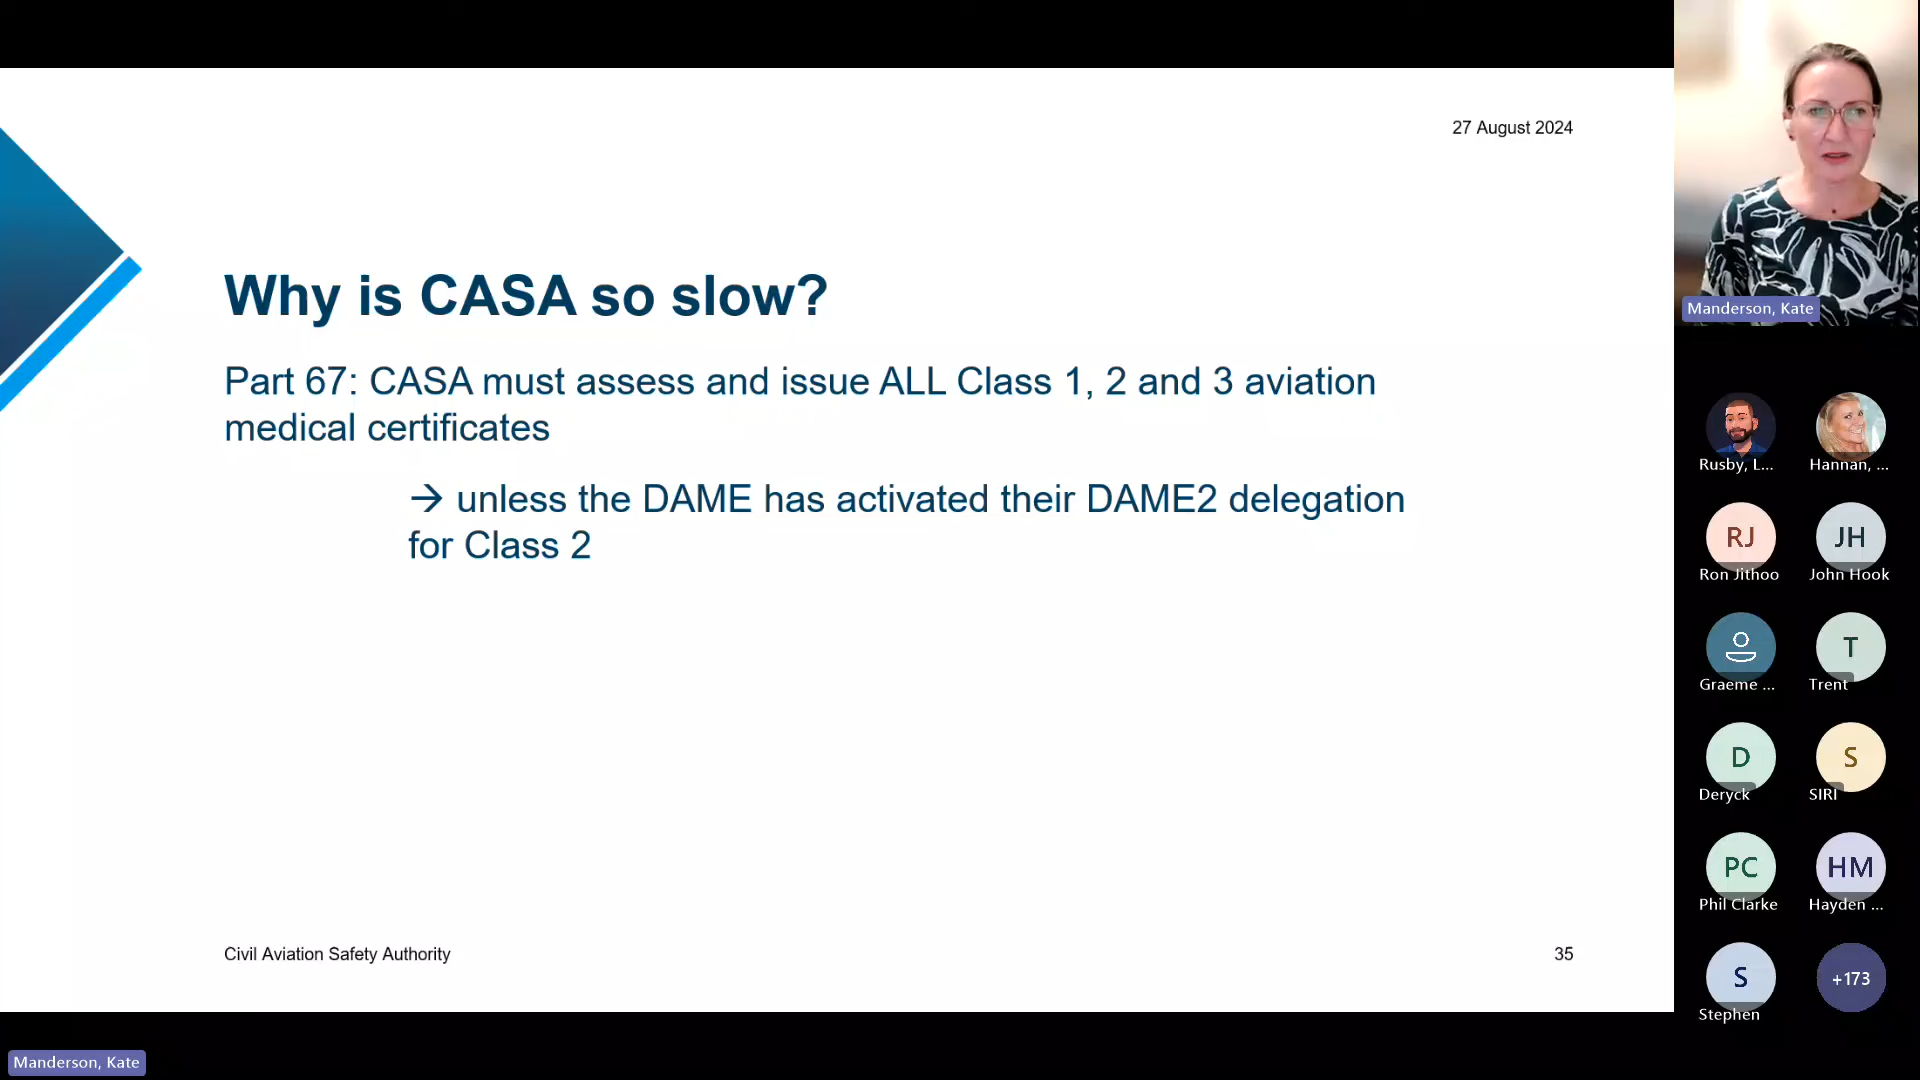 27 August 2024
Why is CASA so slow?
Part 67: CASA must assess and issue ALL Class 1, 2 and 3 aviation
medical certificates
→ unless the DAME has activated their DAME2 delegation
for Class 2
Civil Aviation Safety Authority
35
Manderson, Kate
Rusby, L...
Hannan, ...
RJ
Ron Jithoo
JH
John Hook
Graeme ...
T
Trent
D
Deryck
S
SIRI
PC
Phil Clarke
HM
Hayden ...
S
Stephen
+173
Manderson, Kate